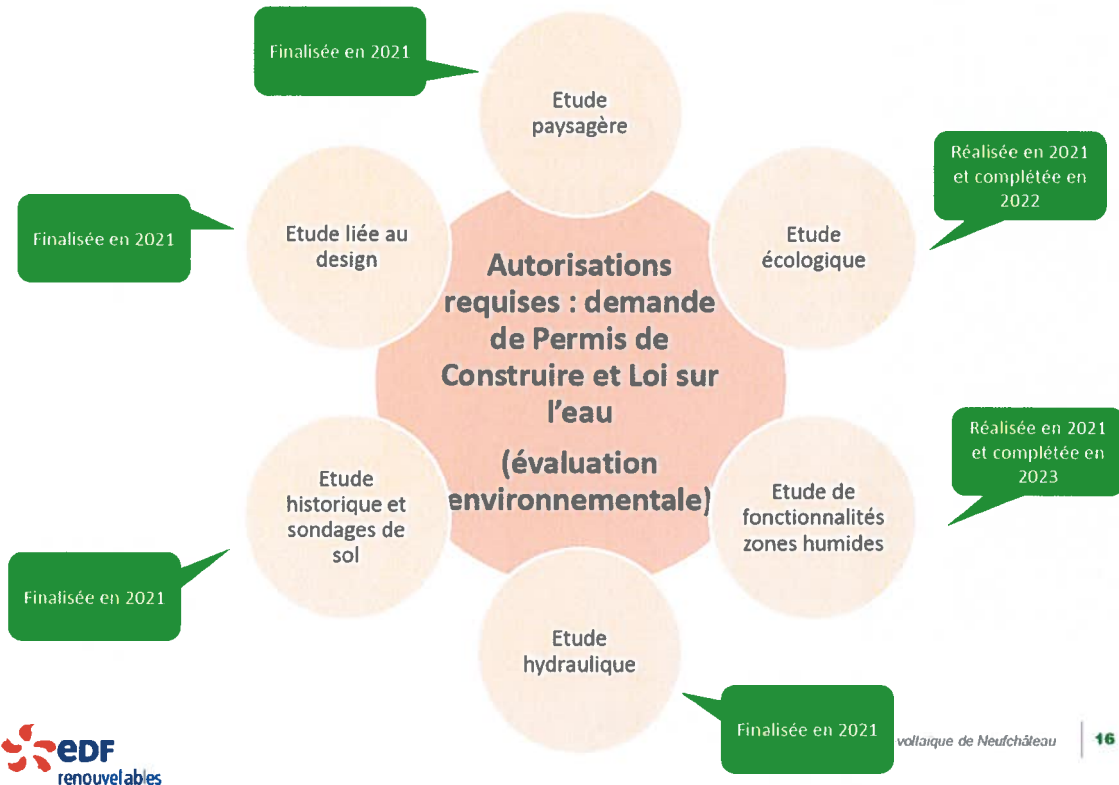 Finalisée en 2021
Etude
paysagère
Réalisée en 2021
et complétée en
2022
Finalisée en 2021
Etude liée au
design
Etude
écologique
Autorisations
requises : demande
de Permis de
Construire et Loi sur
l'eau
(évaluation
environnementale)
Réalisée en 2021
et complétée en
2023
Etude
historique et
sondages de
sol
Etude de
fonctionnalités
zones humides
Finalisée en 2021
Etude
hydraulique
Finalisée en 2021
voltaïque de Neufchâteau
16
eDF
renouvelables